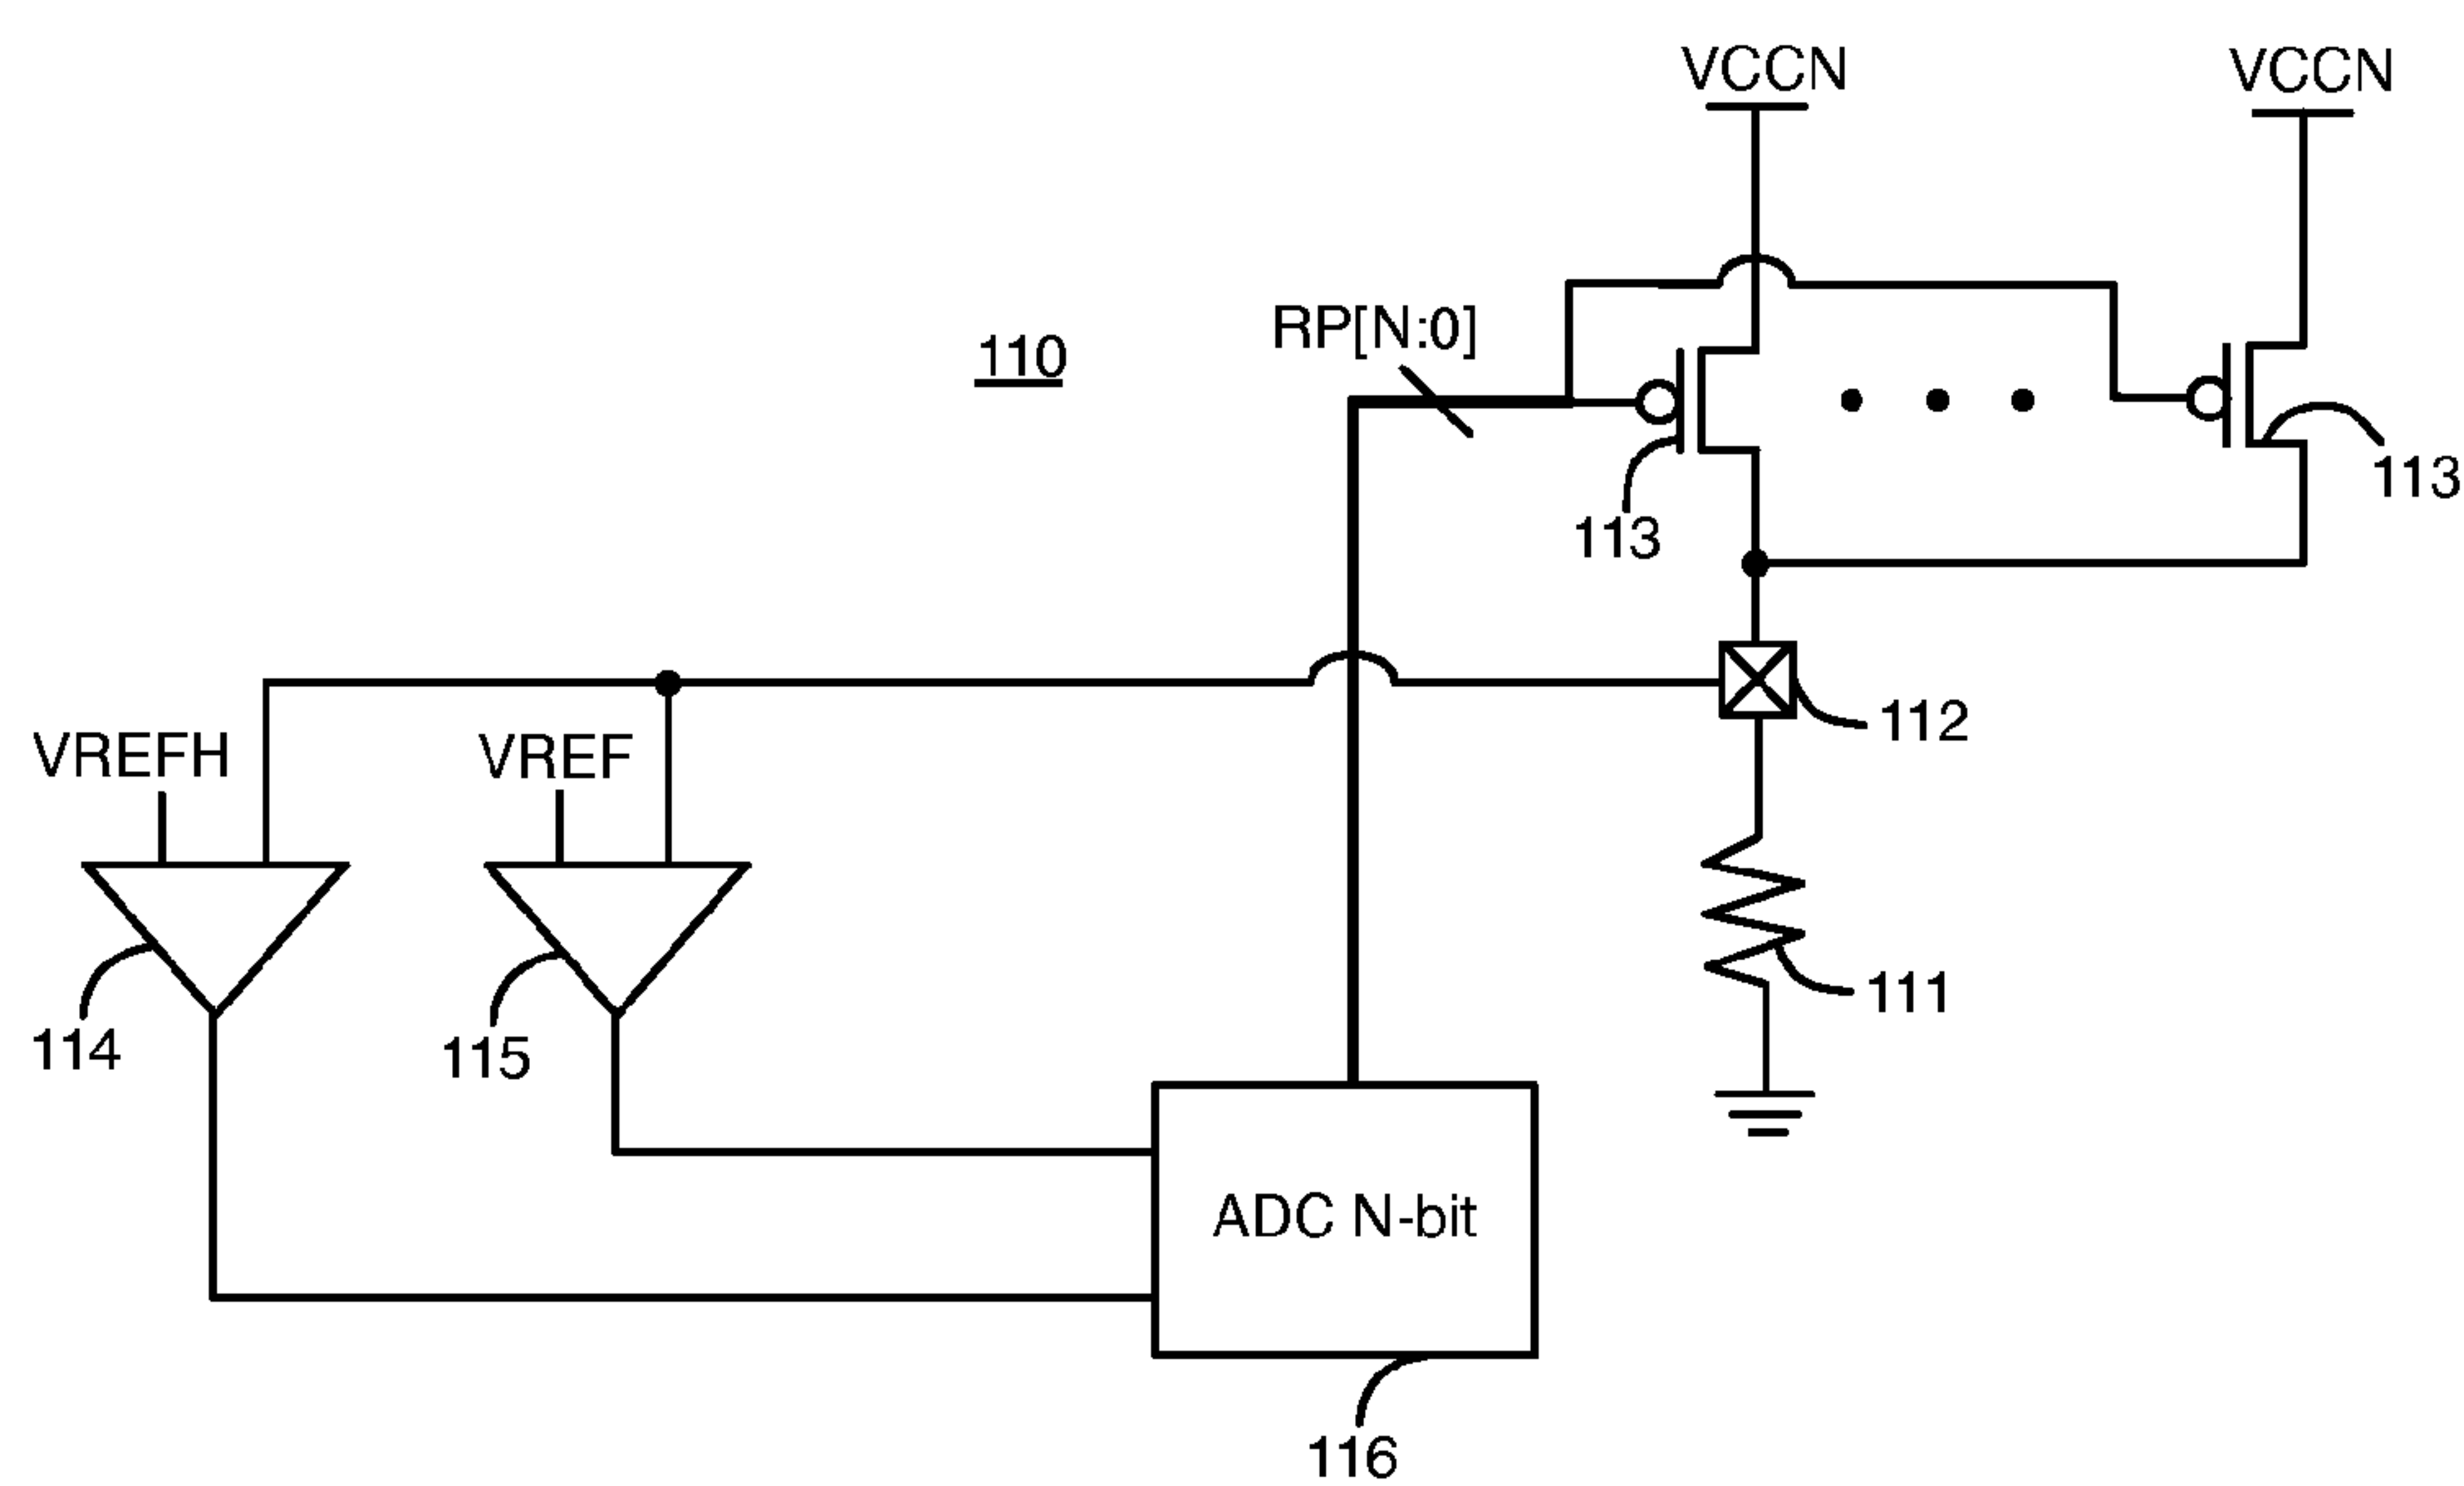 VCCN
VCCN
RP[N:0]
110
113
113
112
VREFH
VREF
111
114
115
ADC N-bit
116